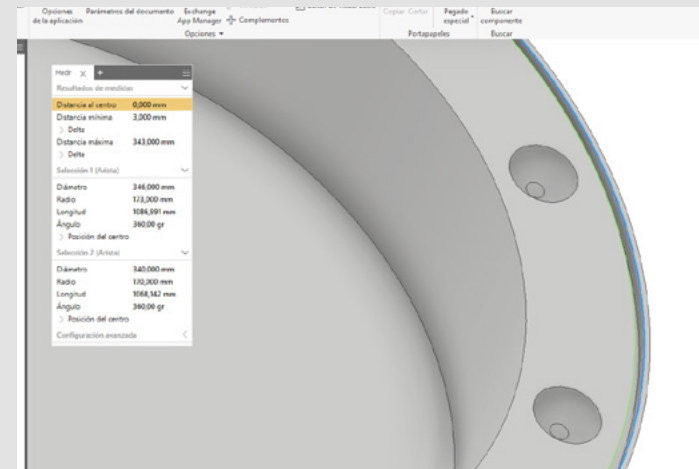 Opciones de la aplicación
Parámetros del documento
Exchange App Manager
Complementos
Copiar Cortar
Pegado especial
Buscar componente
Opciones
Portapapeles
Buscar
Medir
Resultados de medidas
Distancia al centro 0,000 mm
Distancia mínima 3,000 mm
Delta
Distancia máxima 343,000 mm
Delta
Selección 1 (Arista)
Diámetro 346,000 mm
Radio 173,000 mm
Longitud 1086,991 mm
Ángulo 360,00 gr
Posición del centro
Selección 2 (Arista)
Diámetro 340,000 mm
Radio 170,000 mm
Longitud 1068,142 mm
Ángulo 360,00 gr
Posición del centro
Configuración avanzada